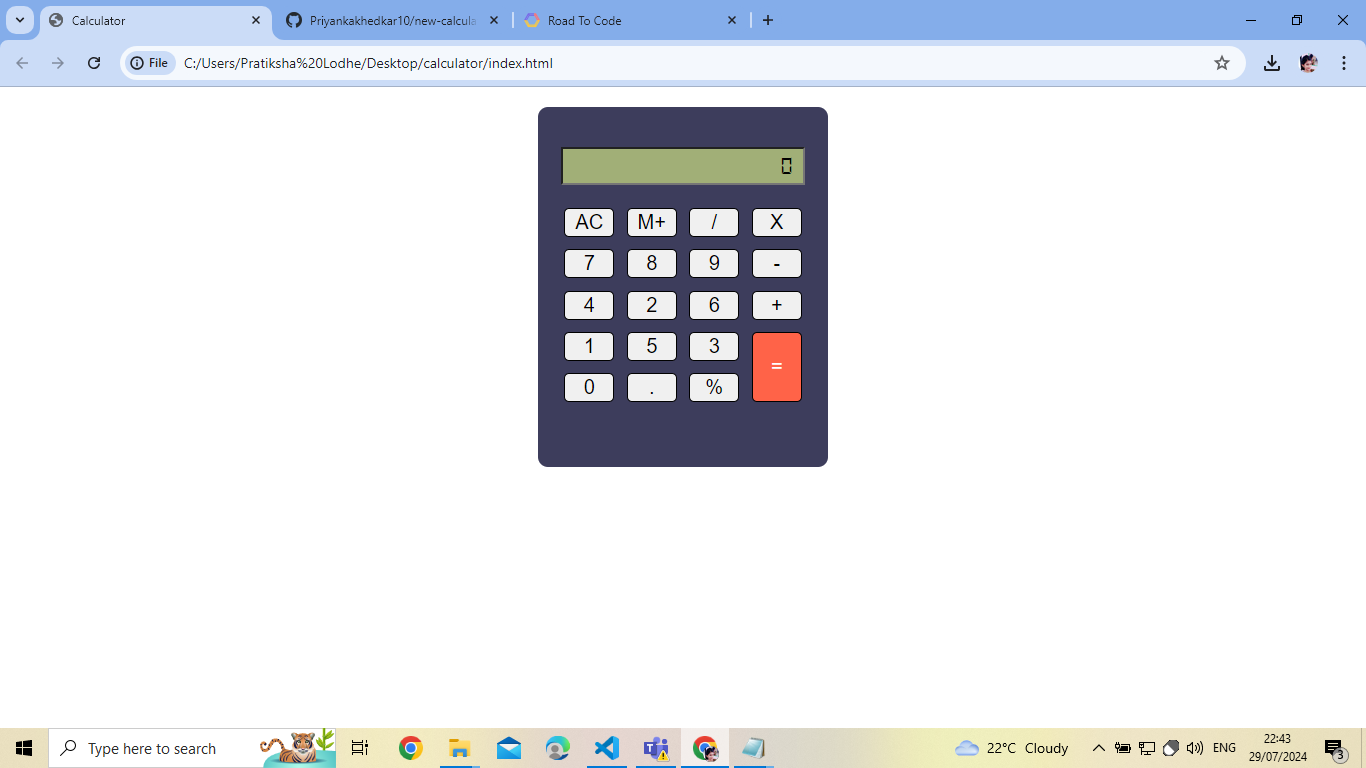 Calculator
Priyankakhedkar10/new-calcula
Road To Code
File
C:/Users/Pratiksha%20Lodhe/Desktop/calculator/index.html
0
AC M+ / X
7 8 9 -
4 2 6 +
1 5 3 =
0 . %
Type here to search
22°C Cloudy
ENG
22:43
29/07/2024
3